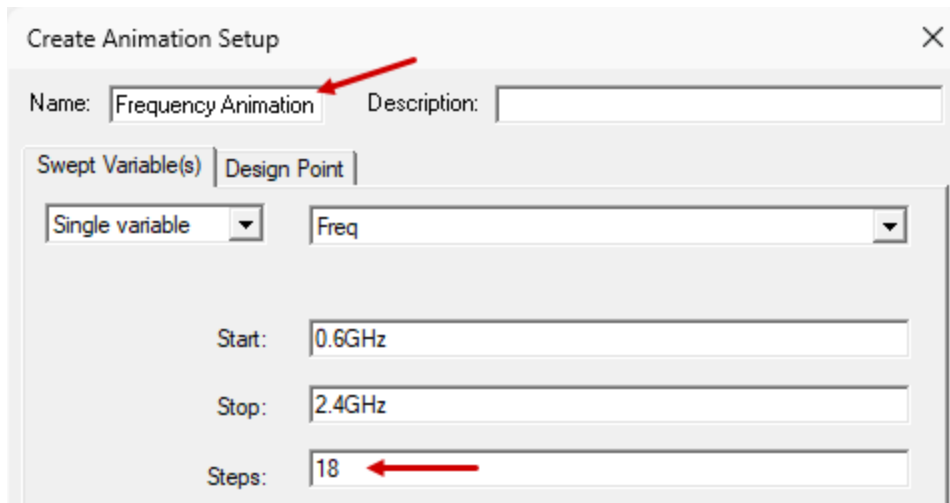 Create Animation Setup
Name: Frequency Animation Description:
Swept Variable(s) Design Point
Single variable Freq
Start: 0.6GHz
Stop: 2.4GHz
Steps: 18